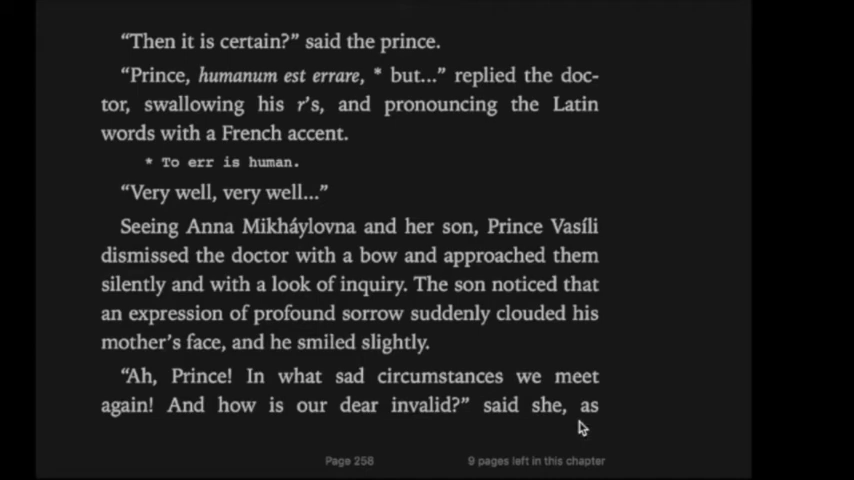 “Then it is certain?” said the prince.
“Prince, humanum est errare, * but...” replied the doc-
tor, swallowing his r’s, and pronouncing the Latin
words with a French accent.
* To err is human.
“Very well, very well...”
Seeing Anna Mikháylovna and her son, Prince Vasíli
dismissed the doctor with a bow and approached them
silently and with a look of inquiry. The son noticed that
an expression of profound sorrow suddenly clouded his
mother’s face, and he smiled slightly.
“Ah, Prince! In what sad circumstances we meet
again! And how is our dear invalid?” said she, as
Page 258
9 pages left in this chapter